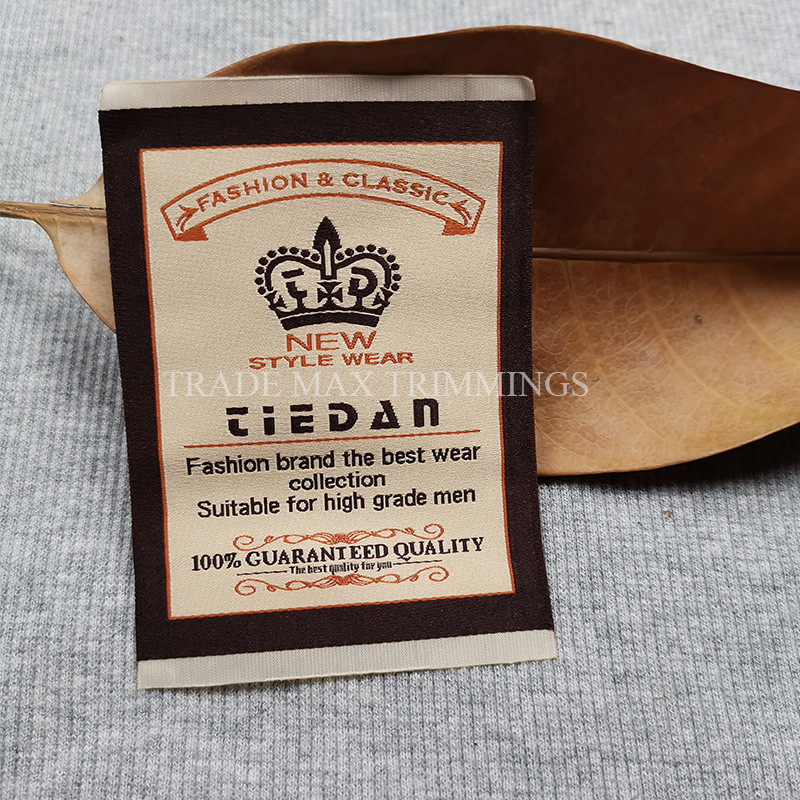 FASHION & CLASSIC
T D
NEW
STYLE WEAR
TRADE MAX TRIMMINGS
TiEDAN
Fashion brand the best wear
collection
Suitable for high grade men
100% GUARANTEED QUALITY
The best quality for you